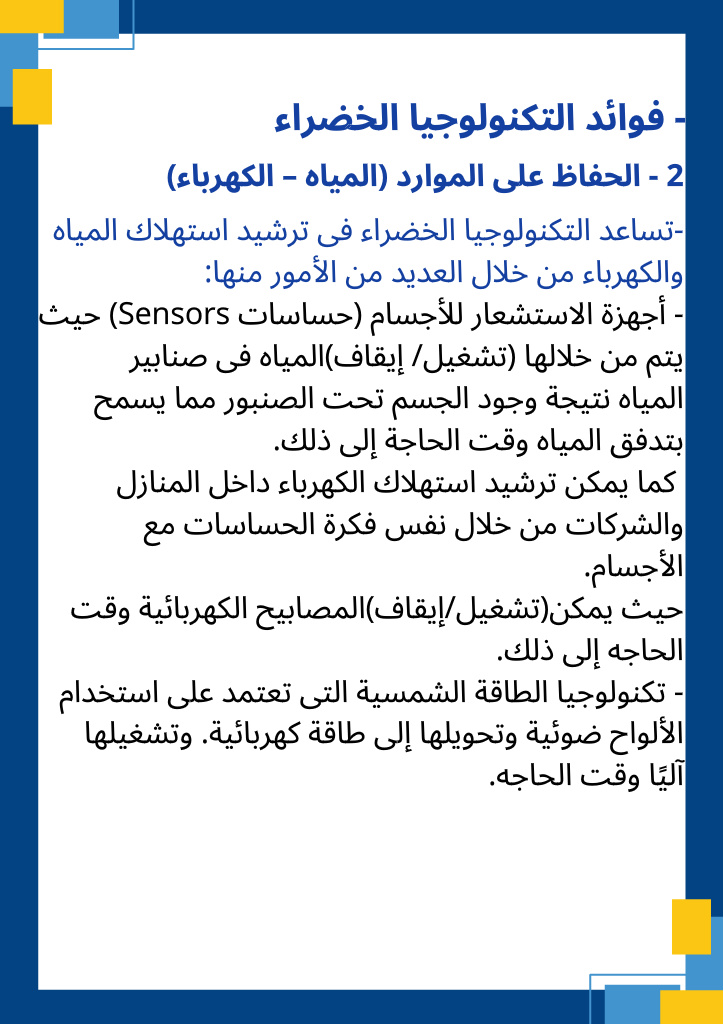 - فوائد التكنولوجيا الخضراء
2 - الحفاظ على الموارد (المياه – الكهرباء)
-تساعد التكنولوجيا الخضراء فى ترشيد استهلاك المياه
والكهرباء من خلال العديد من الأمور منها:
- أجهزة الاستشعار للأجسام (حساسات Sensors) حيث
يتم من خلالها (تشغيل/ إيقاف)المياه فى صنابير
المياه نتيجة وجود الجسم تحت الصنبور مما يسمح
بتدفق المياه وقت الحاجة إلى ذلك.
كما يمكن ترشيد استهلاك الكهرباء داخل المنازل
والشركات من خلال نفس فكرة الحساسات مع
الأجسام.
حيث يمكن(تشغيل/إيقاف)المصابيح الكهربائية وقت
الحاجه إلى ذلك.
- تكنولوجيا الطاقة الشمسية التى تعتمد على استخدام
الألواح ضوئية وتحويلها إلى طاقة كهربائية. وتشغيلها
آليًا وقت الحاجه.